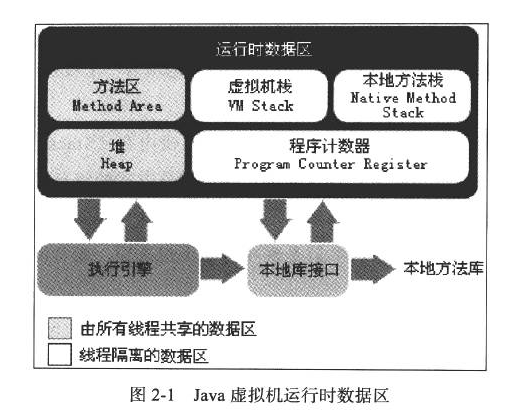 运行时数据区
方法区
Method Area
虚拟机栈
VM Stack
本地方法栈
Native Method
Stack
堆
Heap
程序计数器
Program Counter Register
执行引擎
本地库接口
本地方法库
由所有线程共享的数据区
线程隔离的数据区
图 2-1 Java 虚拟机运行时数据区